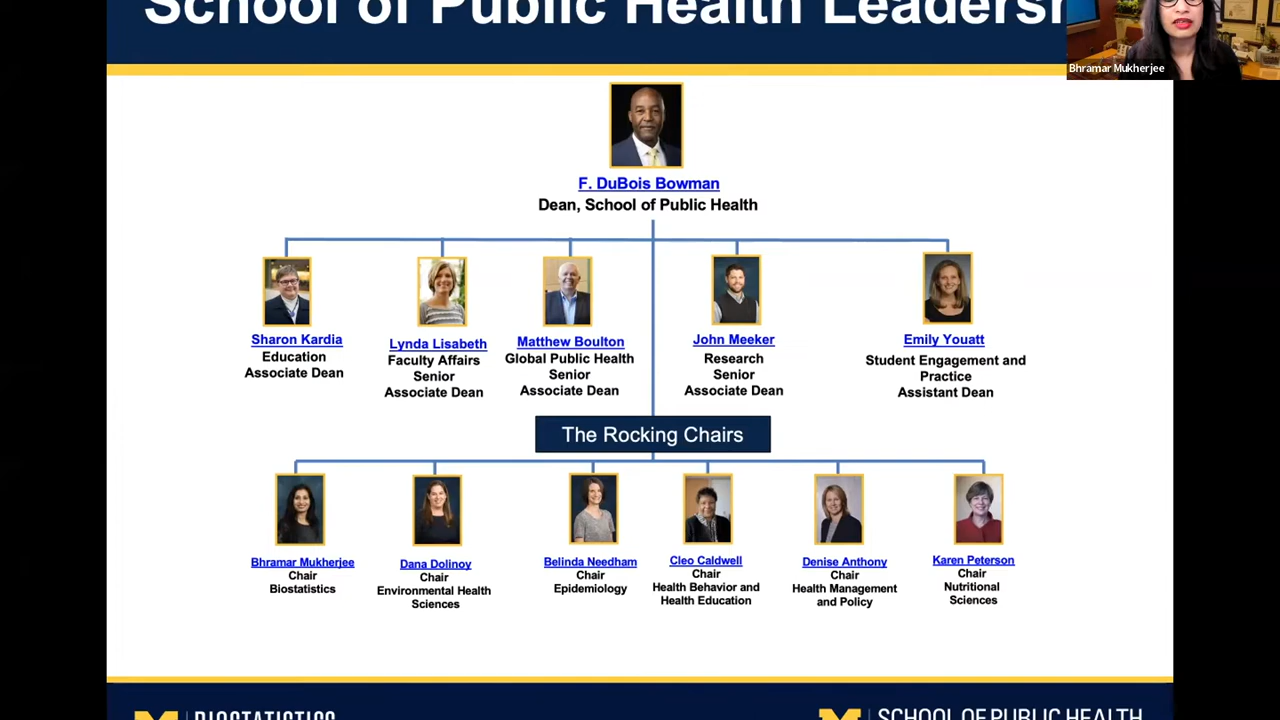 School of Public Health Leadersh
Bhramar Mukherjee
F. DuBois Bowman
Dean, School of Public Health
Sharon Kardia
Education
Associate Dean
Lynda Lisabeth
Faculty Affairs
Senior
Associate Dean
Matthew Boulton
Global Public Health
Senior
Associate Dean
John Meeker
Research
Senior
Associate Dean
Emily Youatt
Student Engagement and
Practice
Assistant Dean
The Rocking Chairs
Bhramar Mukherjee
Chair
Biostatistics
Dana Dolinoy
Chair
Environmental Health
Sciences
Belinda Needham
Chair
Epidemiology
Cleo Caldwell
Chair
Health Behavior and
Health Education
Denise Anthony
Chair
Health Management
and Policy
Karen Peterson
Chair
Nutritional
Sciences
M BIOSTATISTICS
M SCHOOL OF PUBLIC HEALTH